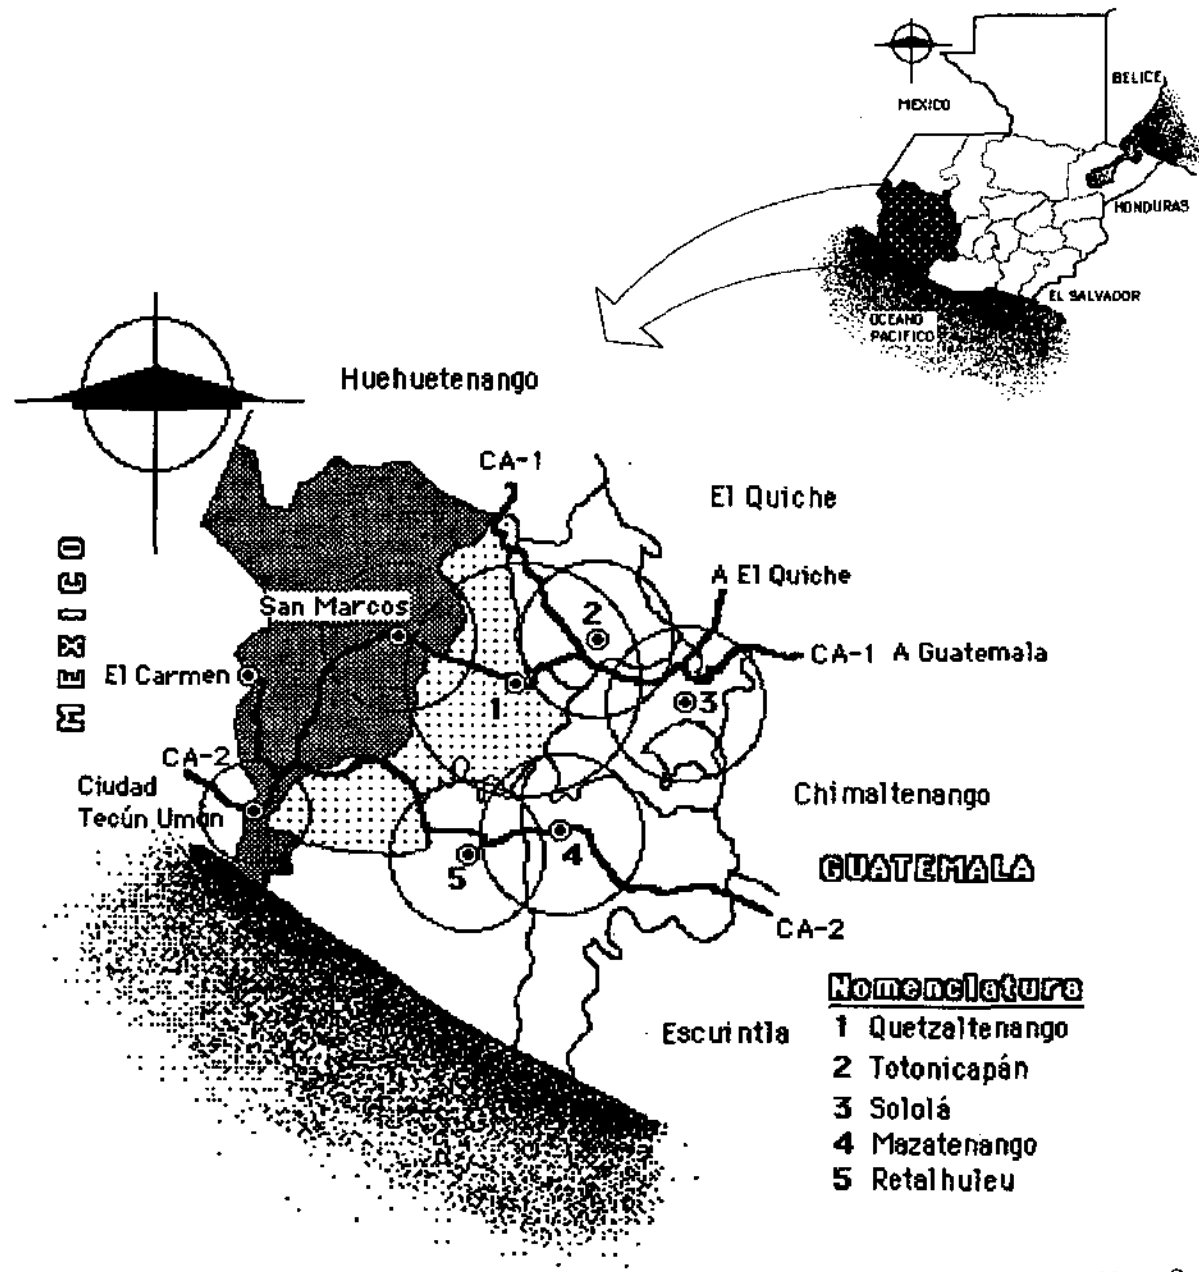 BELICE
MEXICO
HONDURAS
EL SALVADOR
OCEANO
PACIFICO
Huehuetenango
CA-1
El Quiche
MEXICO
A El Quiche
San Marcos
2
CA-1 A Guatemala
El Carmen
1
3
CA-2
Ciudad
Tecún Umán
Chimaltenango
4
5
GUATEMALA
CA-2
Nomenclatura
Escuintla
1 Quetzaltenango
2 Totonicapán
3 Sololá
4 Mazatenango
5 Retalhuleu